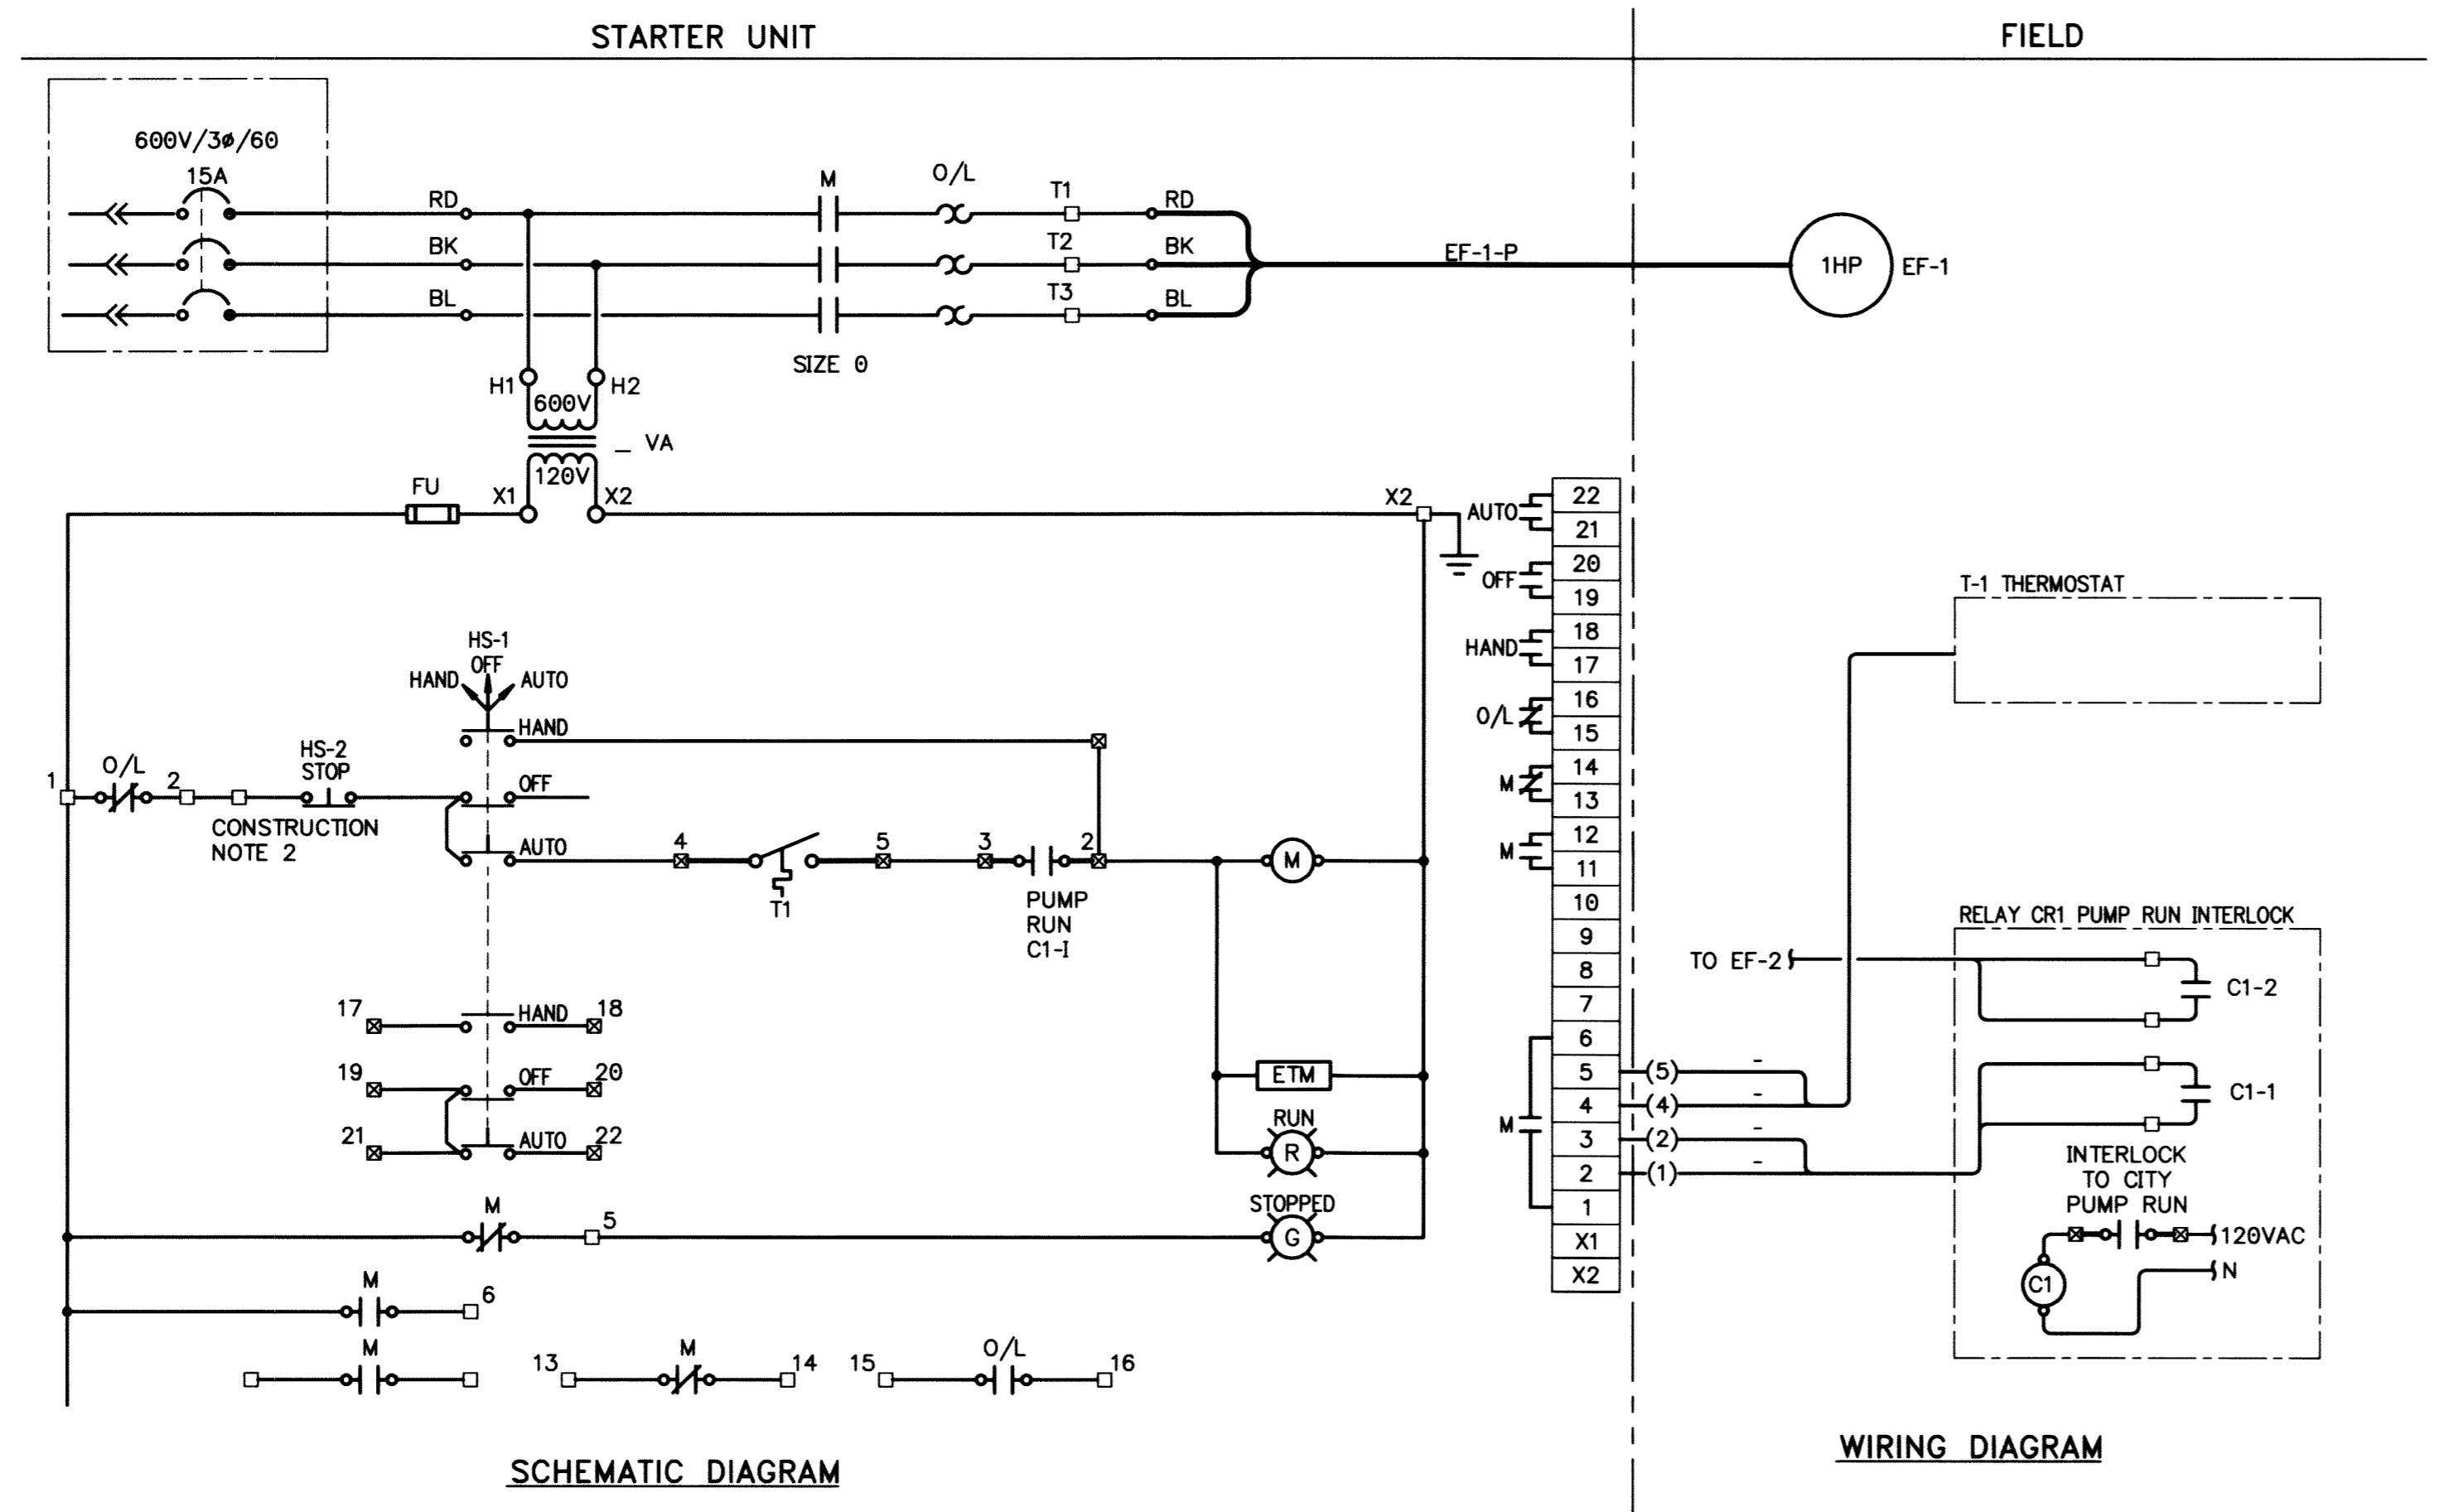 STARTER UNIT
FIELD
600V/3ø/60
15A
RD
BK
BL
M
O/L
T1
T2
T3
RD
BK
BL
SIZE 0
EF-1-P
1HP
EF-1
H1
H2
600V
_ VA
120V
FU
X1
X2
X2
HS-1
OFF
HAND
AUTO
HAND
1
O/L
2
HS-2
STOP
OFF
CONSTRUCTION
NOTE 2
AUTO
4
5
3
2
T1
PUMP
RUN
C1-I
M
17
HAND
18
19
OFF
20
21
AUTO
22
ETM
RUN
R
STOPPED
G
M
5
M
6
M
13
M
14
15
O/L
16
SCHEMATIC DIAGRAM
AUTO
OFF
HAND
O/L
M
M
M
22
21
20
19
18
17
16
15
14
13
12
11
10
9
8
7
6
5
4
3
2
1
X1
X2
(5)
(4)
(2)
(1)
-
-
-
-
T-1 THERMOSTAT
RELAY CR1 PUMP RUN INTERLOCK
TO EF-2
C1-2
C1-1
INTERLOCK
TO CITY
PUMP RUN
120VAC
N
C1
WIRING DIAGRAM